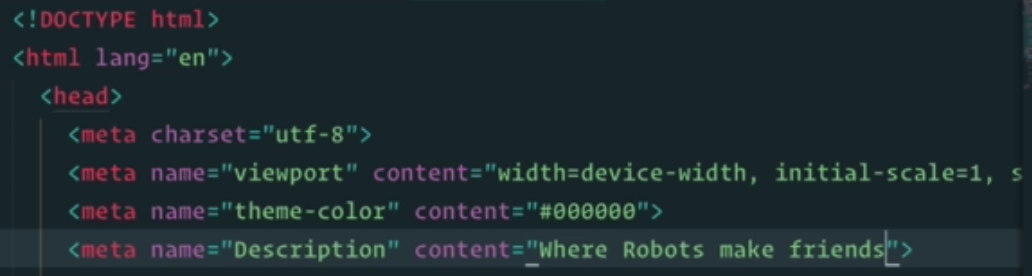 <!DOCTYPE html>
<html lang="en">
<head>
<meta charset="utf-8">
<meta name="viewport" content="width=device-width, initial-scale=1, s
<meta name="theme-color" content="#000000">
<meta name="Description" content="Where Robots make friends">